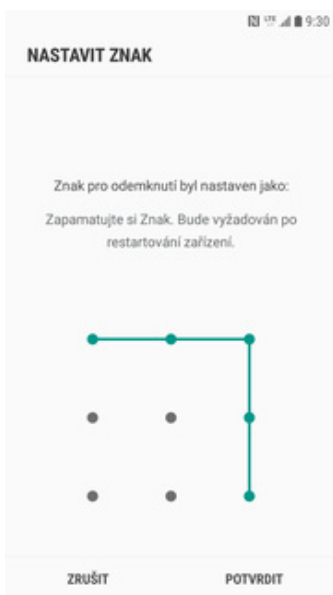 LTE 9:30
NASTAVIT ZNAK
Znak pro odemknutí byl nastaven jako:
Zapamatujte si Znak. Bude vyžadován po
restartování zařízení.
ZRUŠIT POTVRDIT